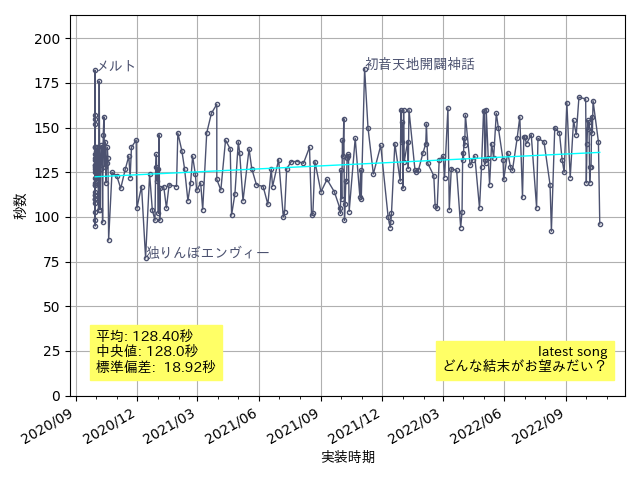 200
175
150
125
100
75
50
25
0
秒数
メルト
初音天地開闢神話
独りんぼエンヴィー
平均: 128.40秒
中央値: 128.0秒
標準偏差: 18.92秒
latest song
どんな結末がお望みだい？
2020/09
2020/12
2021/03
2021/06
2021/09
2021/12
2022/03
2022/06
2022/09
実装時期